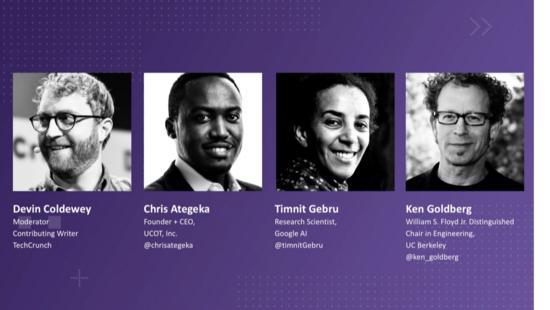 Devin Coldewey
Moderator
Contributing Writer
TechCrunch
Chris Ategeka
Founder + CEO,
UCOT, Inc.
@chrisategeka
Timnit Gebru
Research Scientist,
Google AI
@timnitGebru
Ken Goldberg
William S. Floyd Jr. Distinguished
Chair in Engineering,
UC Berkeley
@ken_goldberg